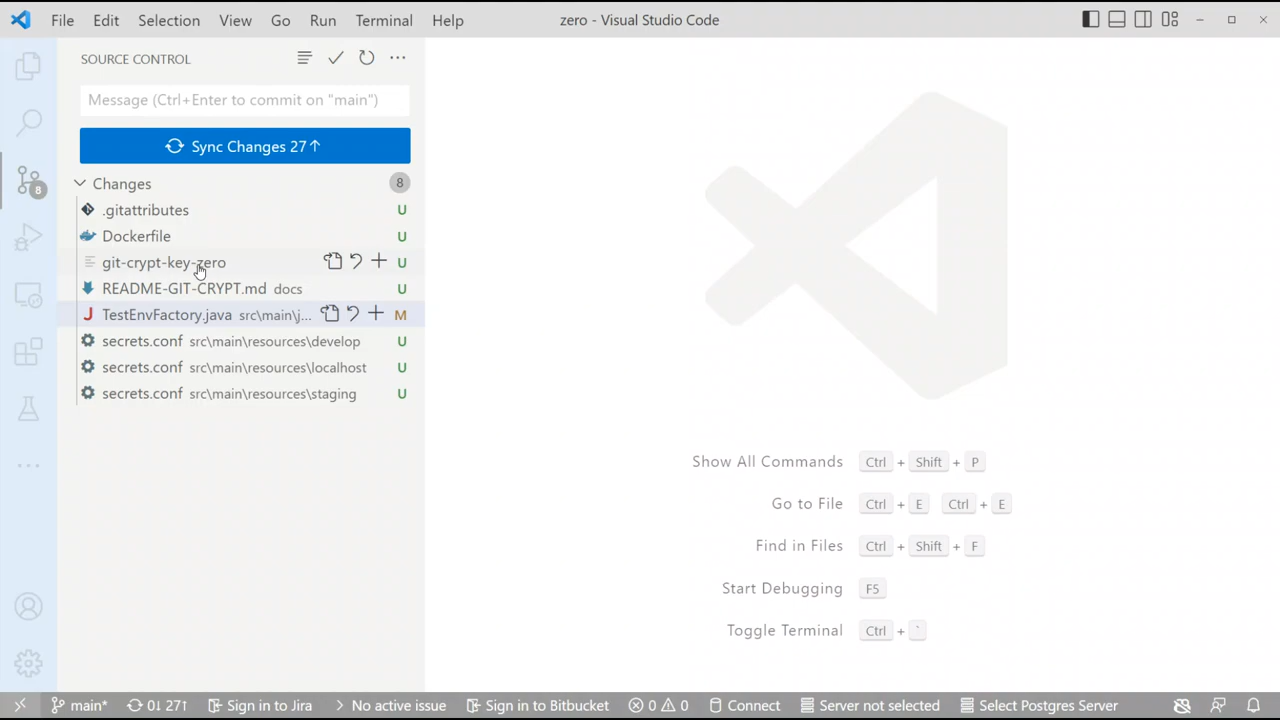 File Edit Selection View Go Run Terminal Help zero - Visual Studio Code
SOURCE CONTROL
Message (Ctrl+Enter to commit on "main")
Sync Changes 27↑
Changes 8
.gitattributes U
Dockerfile U
git-crypt-key-zero U
README-GIT-CRYPT.md docs U
TestEnvFactory.java src\main\j... M
secrets.conf src\main\resources\develop U
secrets.conf src\main\resources\localhost U
secrets.conf src\main\resources\staging U
8
Show All Commands Ctrl + Shift + P
Go to File Ctrl + E Ctrl + E
Find in Files Ctrl + Shift + F
Start Debugging F5
Toggle Terminal Ctrl + `
main* 0↓ 27↑ Sign in to Jira No active issue Sign in to Bitbucket 0 0 Connect Server not selected Select Postgres Server